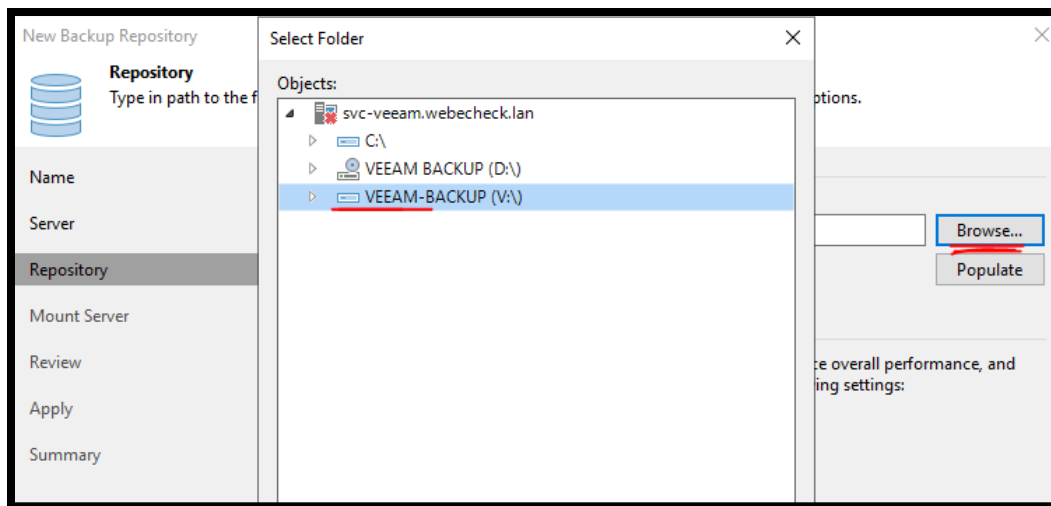 New Backup Repository
Repository
Type in path to the f
ptions.
Name
Server
Repository
Mount Server
Review
Apply
Summary
Select Folder
Objects:
svc-veeam.webecheck.lan
C:\
VEEAM BACKUP (D:\)
VEEAM-BACKUP (V:\)
Browse...
Populate
e overall performance, and
ing settings: